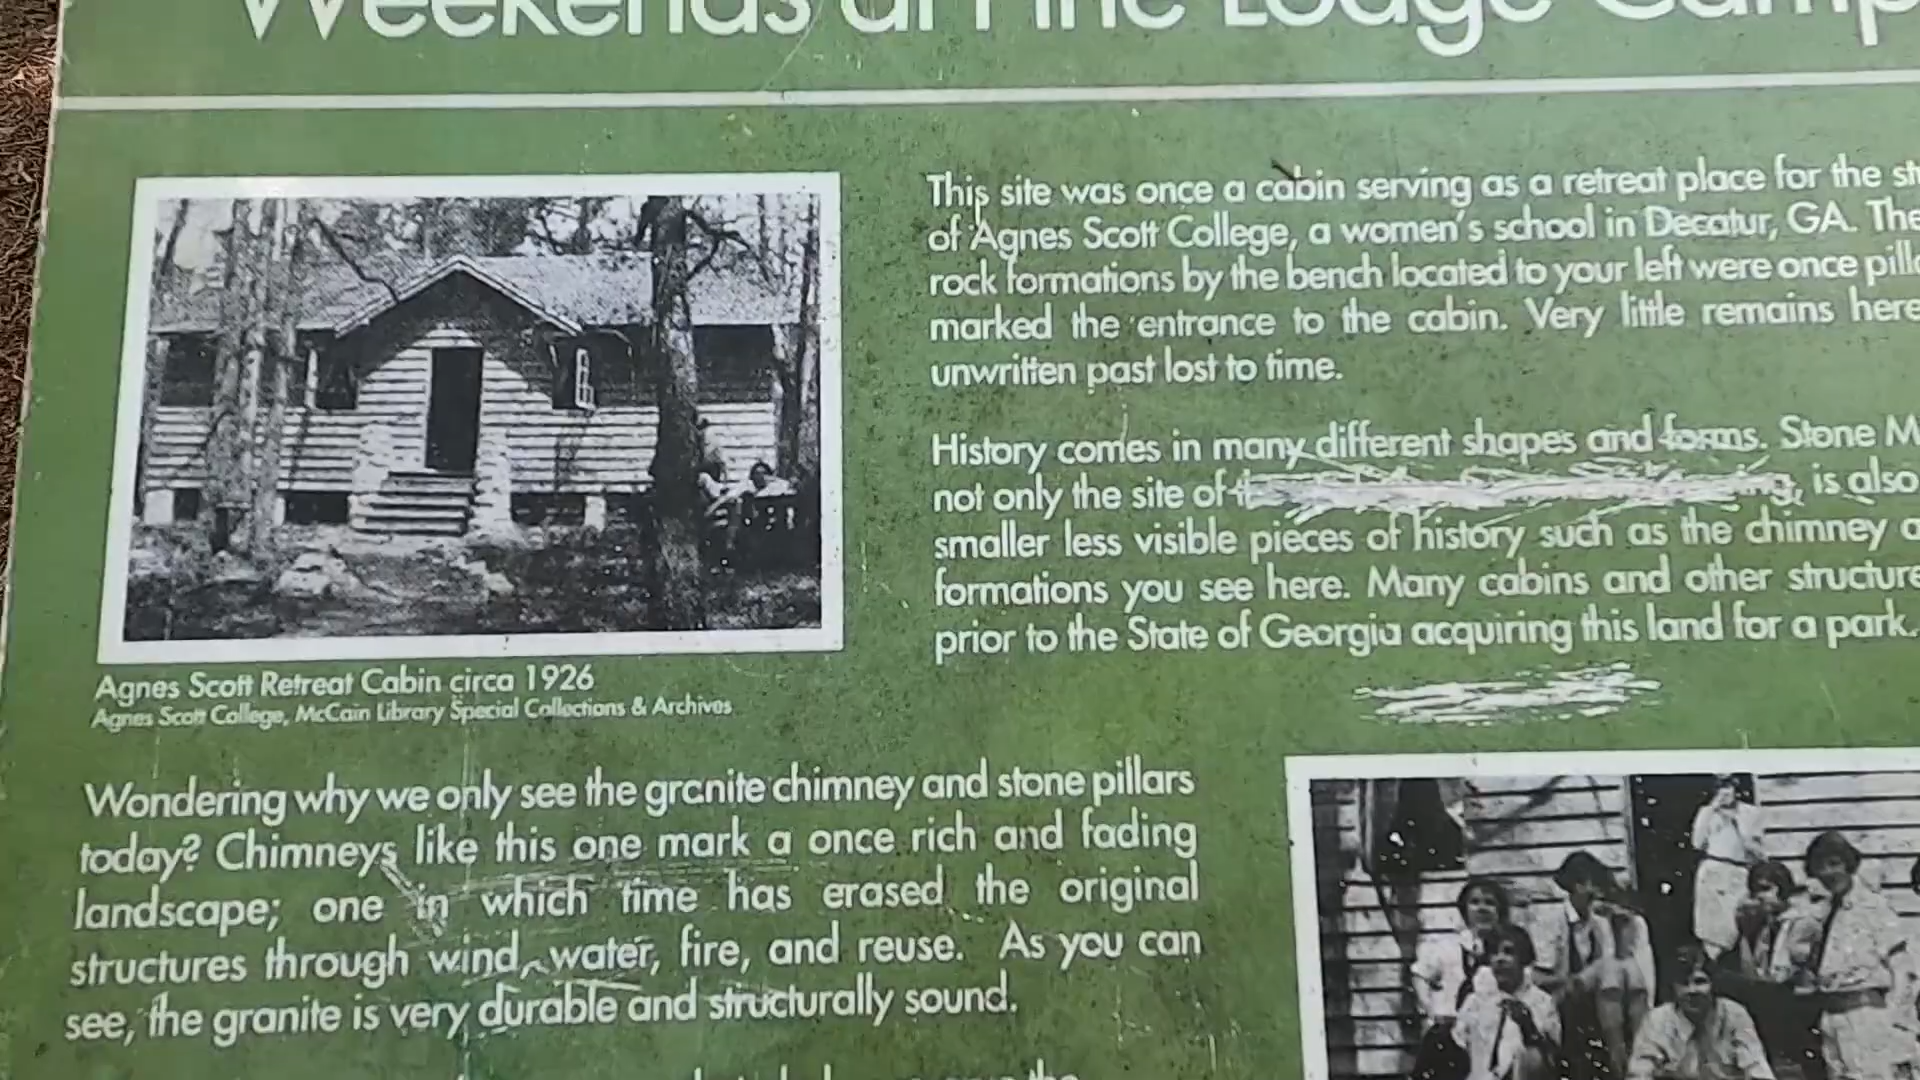 Weekends at Pine Lodge Camp
This site was once a cabin serving as a retreat place for the
of Agnes Scott College, a women's school in Decatur, GA. The
rock formations by the bench located to your left were once
marked the entrance to the cabin. Very little remains here
unwritten past lost to time.
History comes in many different shapes and forms. Stone M
not only the site of is also
smaller less visible pieces of history such as the chimney
formations you see here. Many cabins and other structure
prior to the State of Georgia acquiring this land for a park.
Agnes Scott Retreat Cabin circa 1926
Agnes Scott College, McCain Library Special Collections & Archives
Wondering why we only see the granite chimney and stone pillars
today? Chimneys like this one mark a once rich and fading
landscape; one in which time has erased the original
structures through wind, water, fire, and reuse. As you can
see, the granite is very durable and structurally sound.